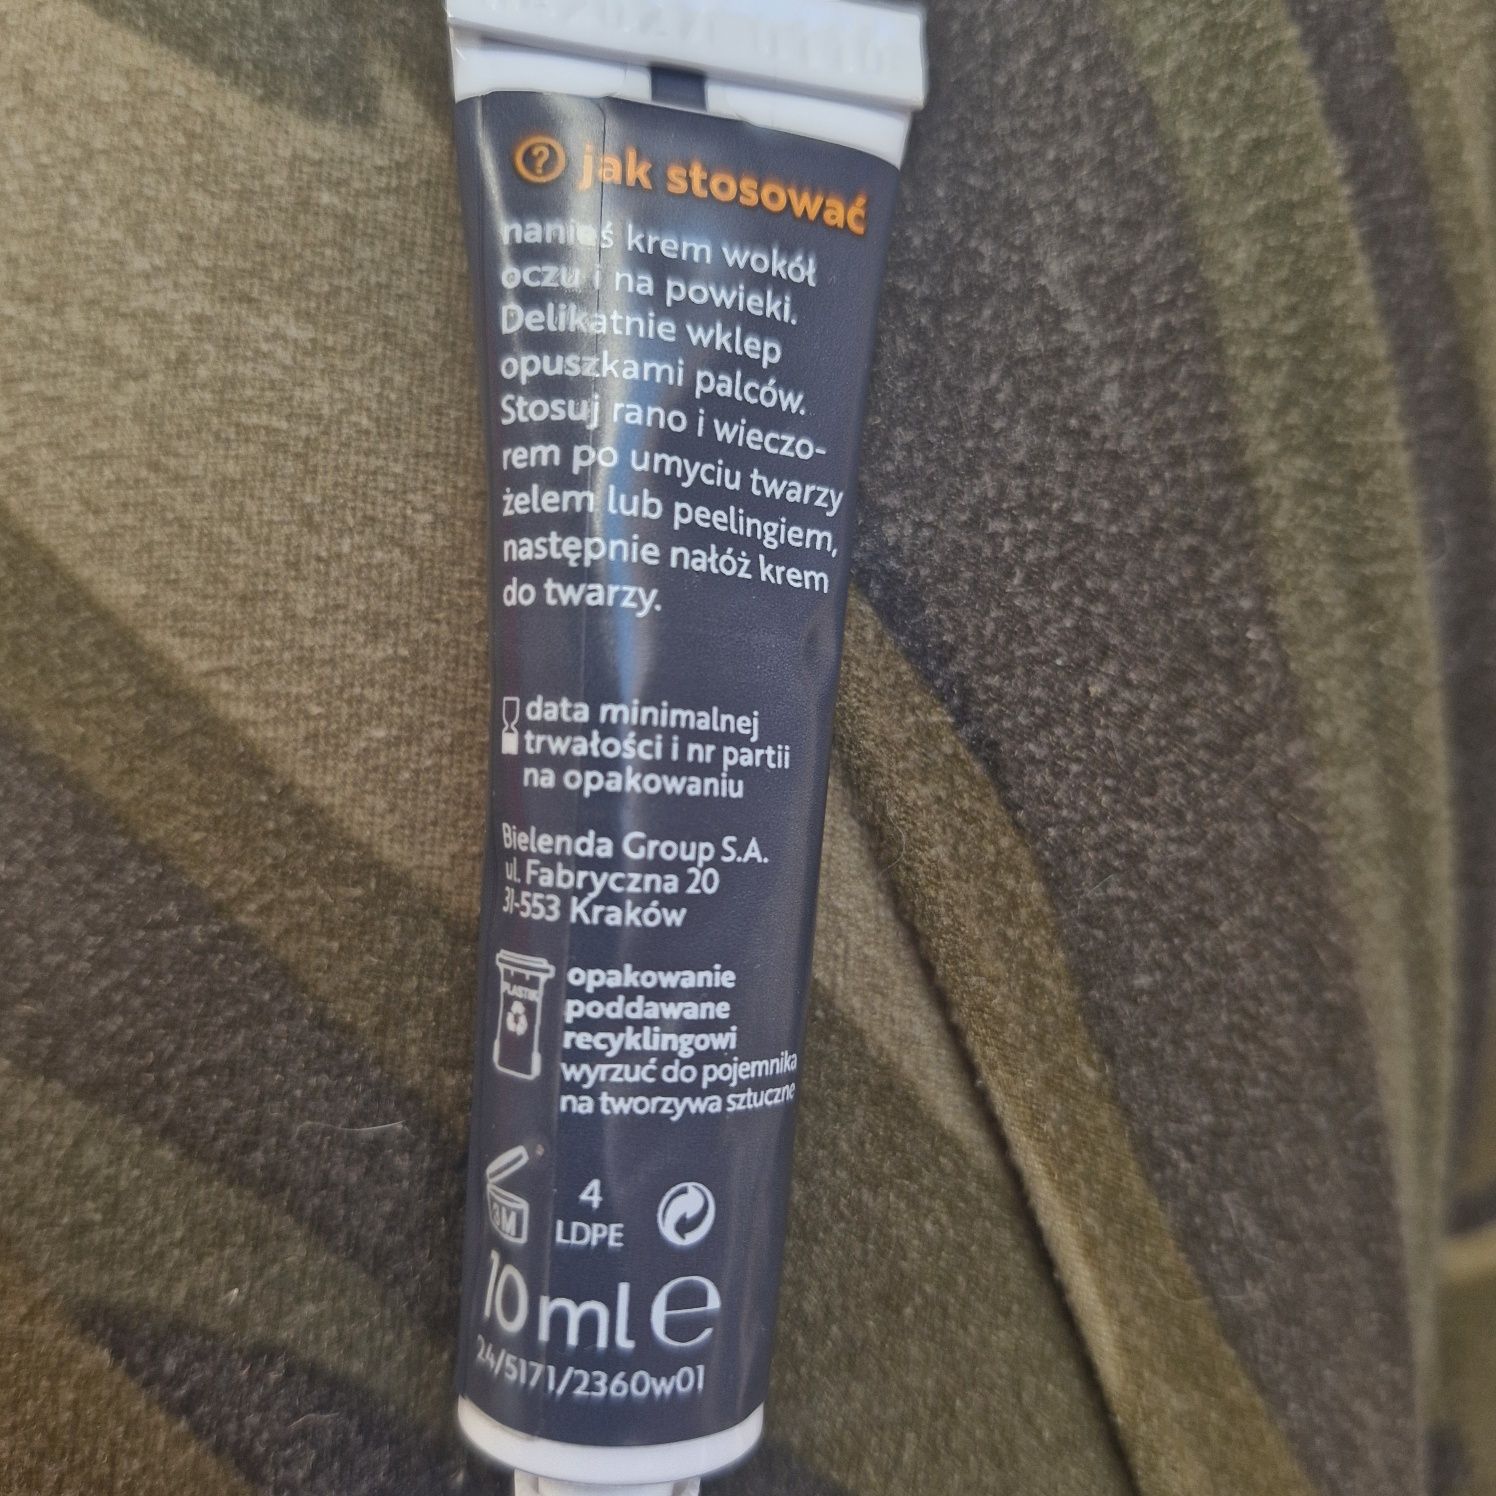 ? jak stosować
nanieś krem wokół
oczu i na powieki.
Delikatnie wklep
opuszkami palców.
Stosuj rano i wieczo-
rem po umyciu twarzy
żelem lub peelingiem,
następnie nałóż krem
do twarzy.
data minimalnej
trwałości i nr partii
na opakowaniu
Bielenda Group S.A.
ul. Fabryczna 20
31-553 Kraków
PLASTIK
opakowanie
poddawane
recyklingowi
wyrzuć do pojemnika
na tworzywa sztuczne
3M
4
LDPE
10 ml e
24/5171/2360w01